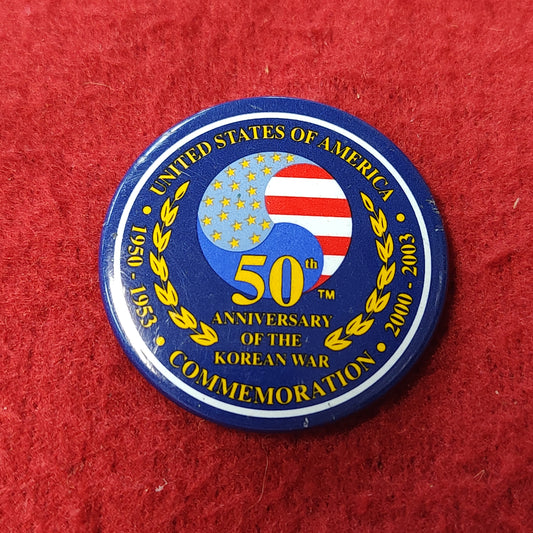 UNITED STATES OF AMERICA
1950 - 1953
2000 - 2003
50th™
ANNIVERSARY
OF THE
KOREAN WAR
COMMEMORATION